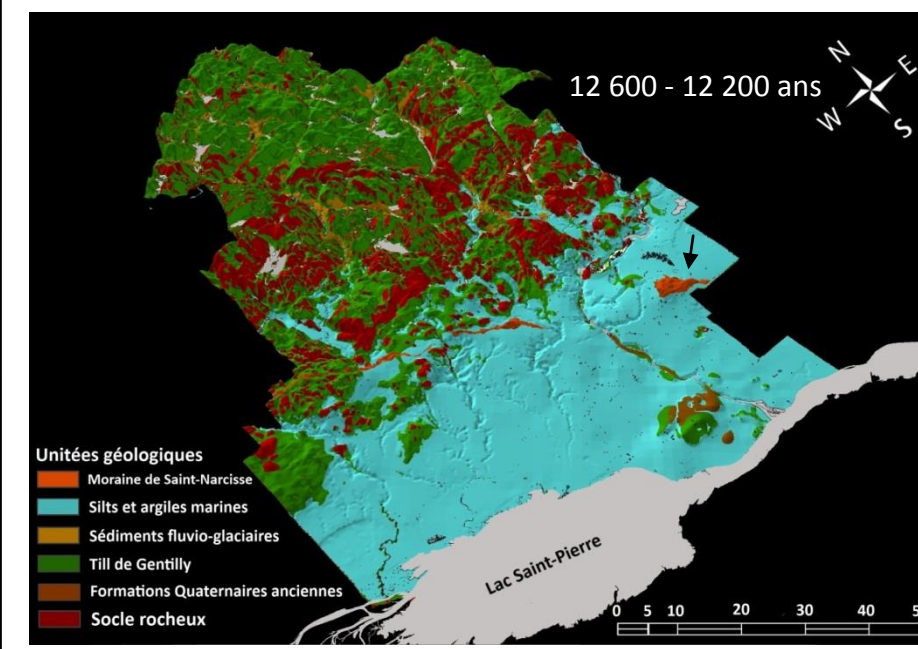 12 600 - 12 200 ans
N
E
W
S
Unitées géologiques
Moraine de Saint-Narcisse
Silts et argiles marines
Sédiments fluvio-glaciaires
Till de Gentilly
Formations Quaternaires anciennes
Socle rocheux
Lac Saint-Pierre
0 5 10 20 30 40